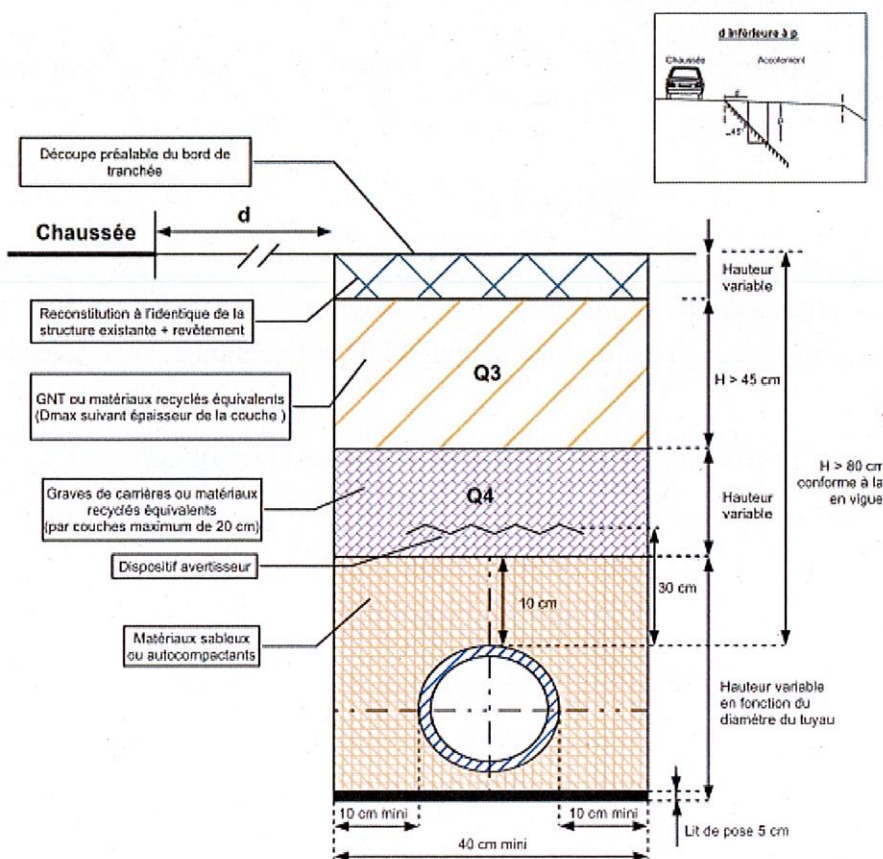 d Inférieure à p
Chaussée
Accotement
d
45°
p
Découpe préalable du bord de
tranchée
d
Chaussée
Hauteur
variable
Reconstitution à l'identique de la
structure existante + revêtement
Q3
H > 45 cm
GNT ou matériaux recyclés équivalents
(Dmax suivant épaisseur de la couche )
H > 80 cm
conforme à la
en vigue
Graves de carrières ou matériaux
recyclés équivalents
(par couches maximum de 20 cm)
Q4
Hauteur
variable
Dispositif avertisseur
10 cm
30 cm
Matériaux sableux
ou autocompactants
Hauteur variable
en fonction du
diamètre du tuyau
10 cm mini
10 cm mini
Lit de pose 5 cm
40 cm mini